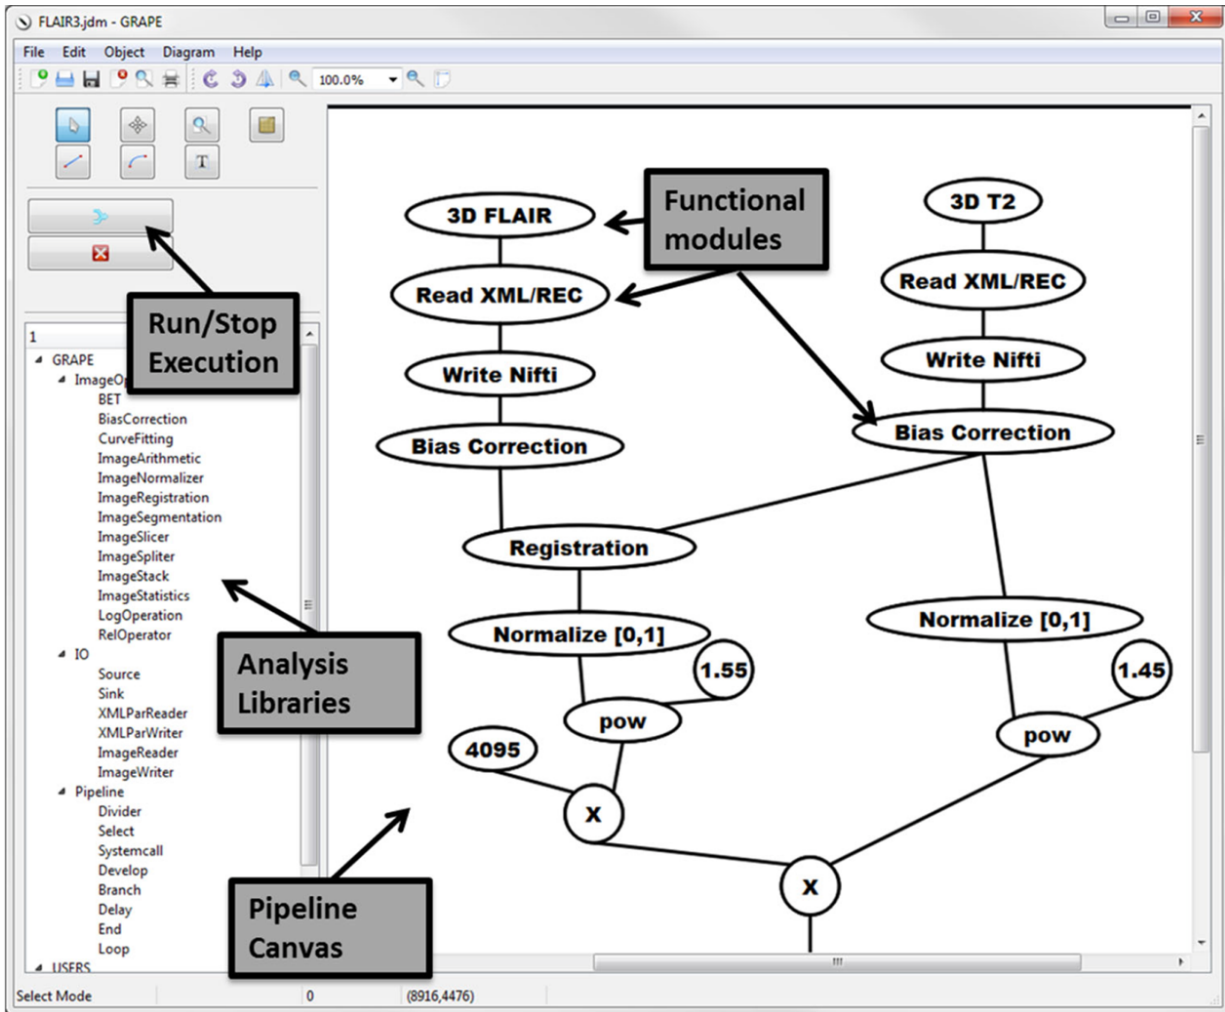 FLAIR3.jdm - GRAPE
File Edit Object Diagram Help
100.0%
T
Run/Stop
Execution
1
GRAPE
ImageOp
BET
BiasCorrection
CurveFitting
ImageArithmetic
ImageNormalizer
ImageRegistration
ImageSegmentation
ImageSlicer
ImageSpliter
ImageStack
ImageStatistics
LogOperation
RelOperator
IO
Source
Sink
XMLParReader
XMLParWriter
ImageReader
ImageWriter
Pipeline
Divider
Select
Systemcall
Develop
Branch
Delay
End
Loop
USERS
Analysis
Libraries
Pipeline
Canvas
Functional
modules
3D FLAIR
Read XML/REC
Write Nifti
Bias Correction
3D T2
Read XML/REC
Write Nifti
Bias Correction
Registration
Normalize [0,1]
1.55
pow
4095
X
Normalize [0,1]
1.45
pow
X
Select Mode
0
(8916,4476)